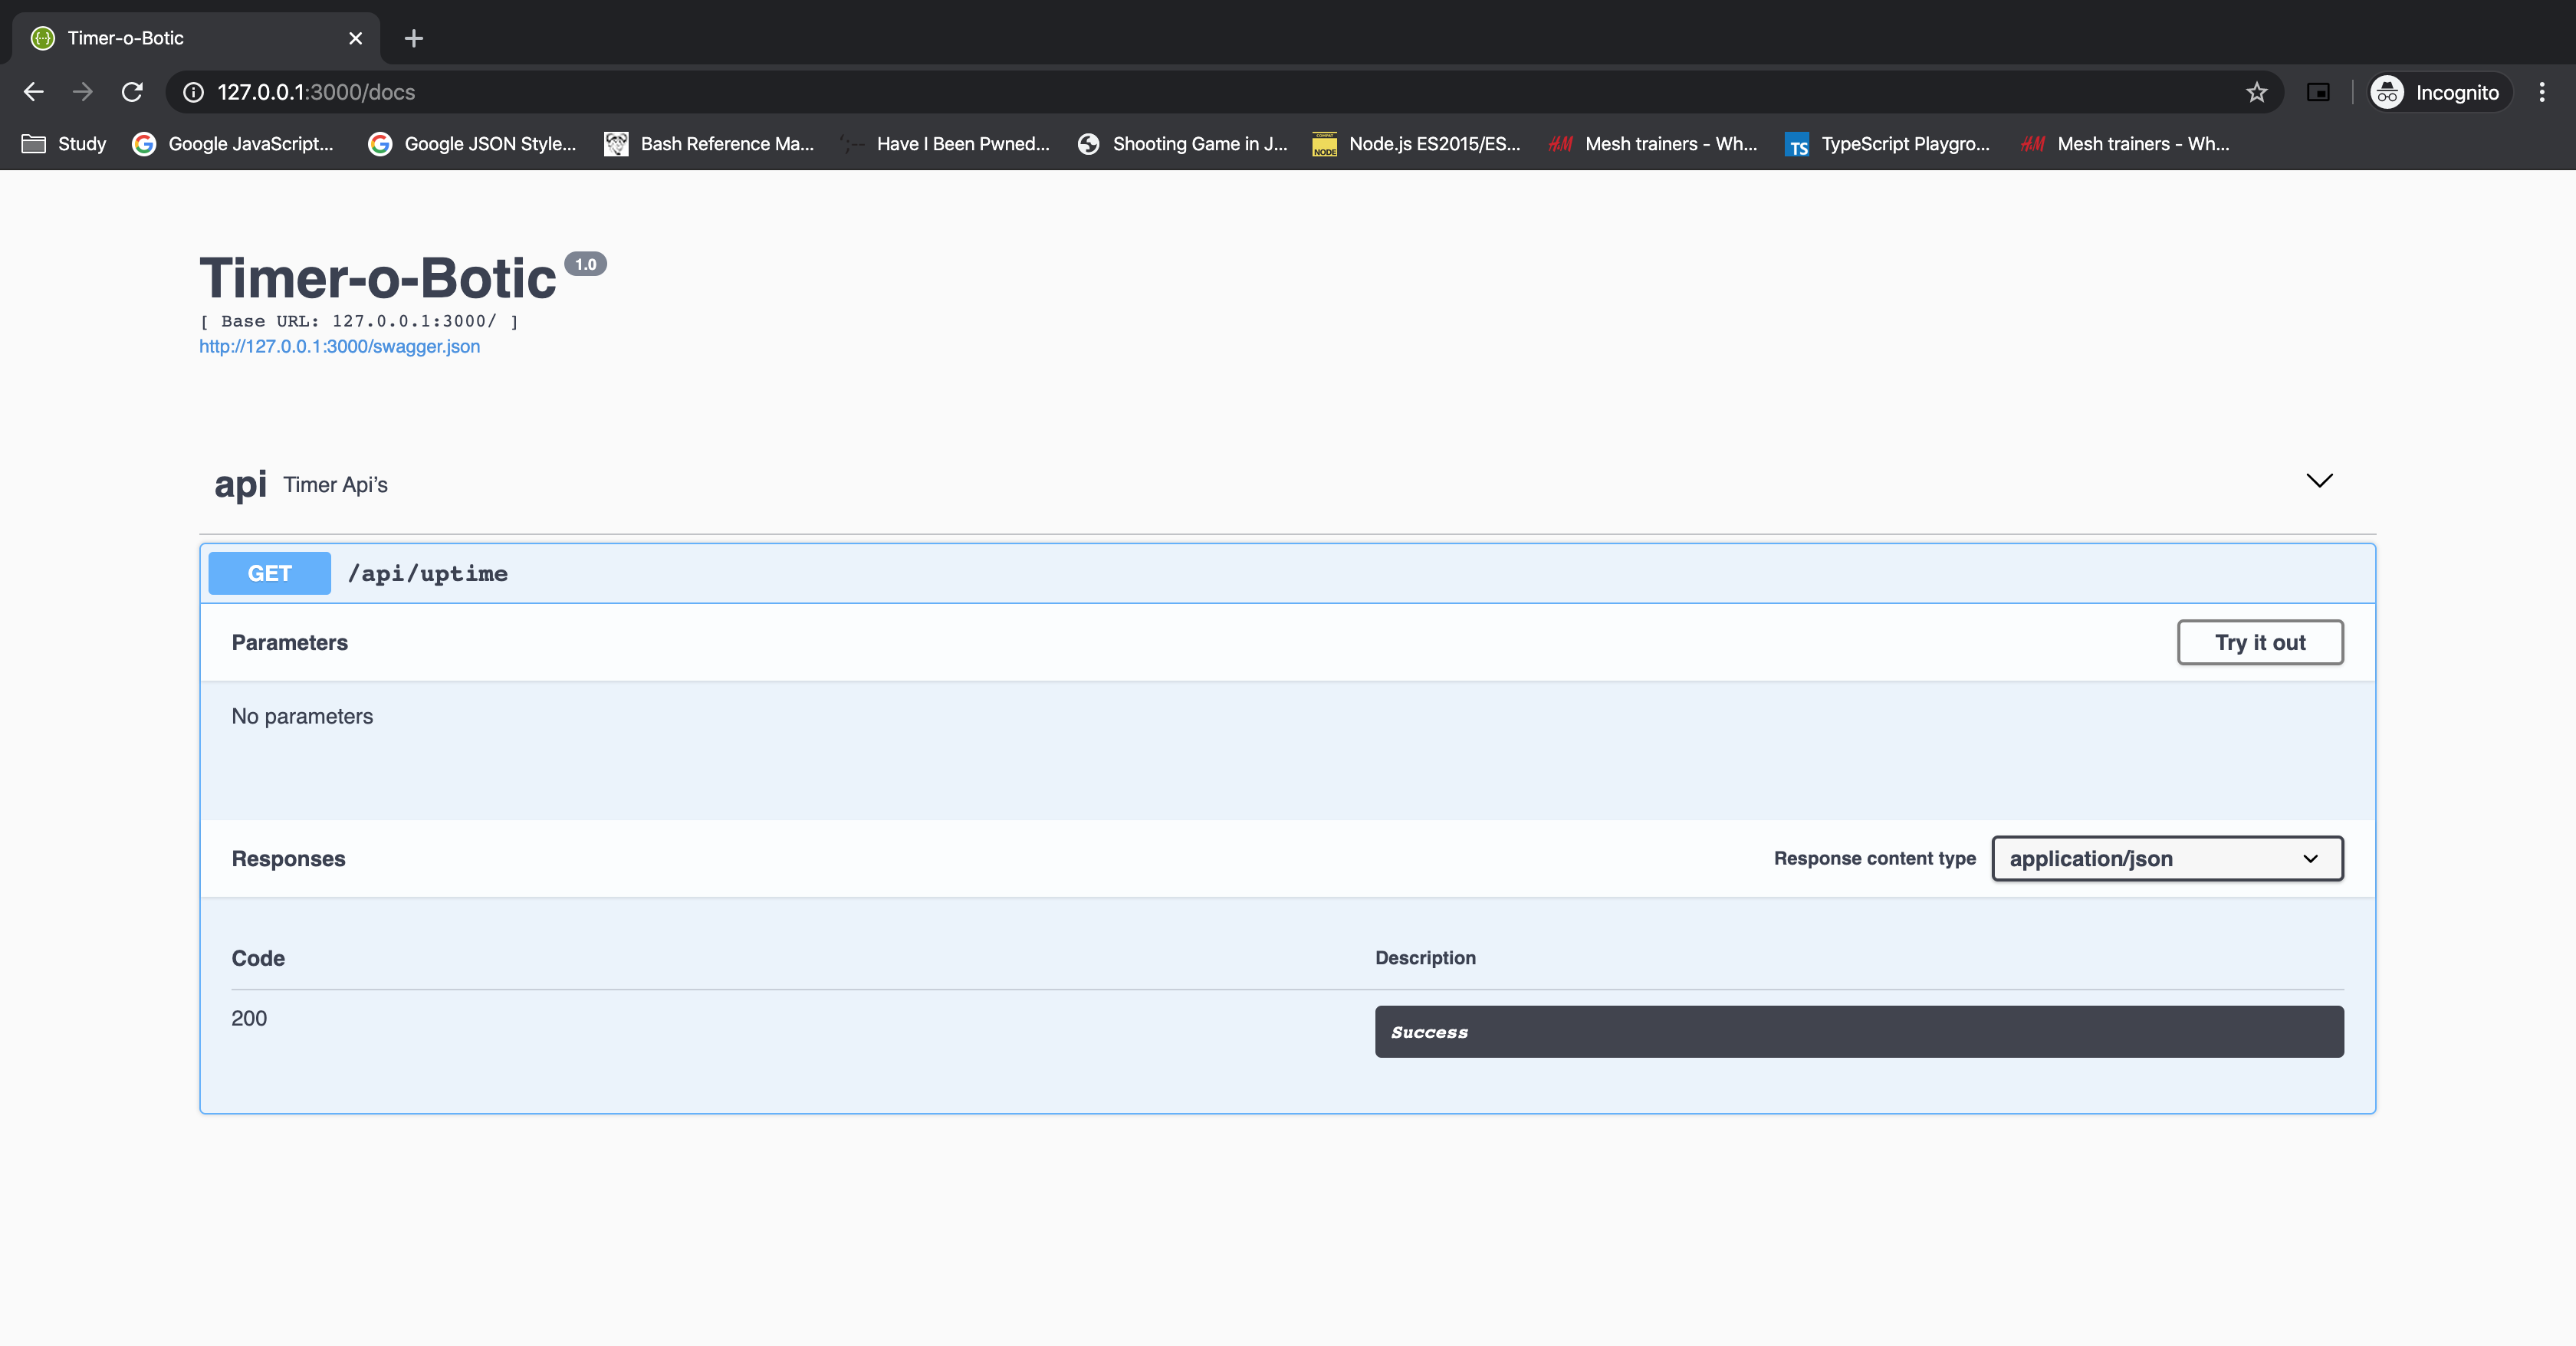 Timer-o-Botic
127.0.0.1:3000/docs
Incognito
Study
Google JavaScript...
Google JSON Style...
Bash Reference Ma...
Have I Been Pwned...
Shooting Game in J...
NODE
Node.js ES2015/ES...
H&M
Mesh trainers - Wh...
TS
TypeScript Playgro...
H&M
Mesh trainers - Wh...
Timer-o-Botic 1.0
[ Base URL: 127.0.0.1:3000/ ]
http://127.0.0.1:3000/swagger.json
api Timer Api's
GET /api/uptime
Parameters
Try it out
No parameters
Responses
Response content type
application/json
Code
Description
200
Success